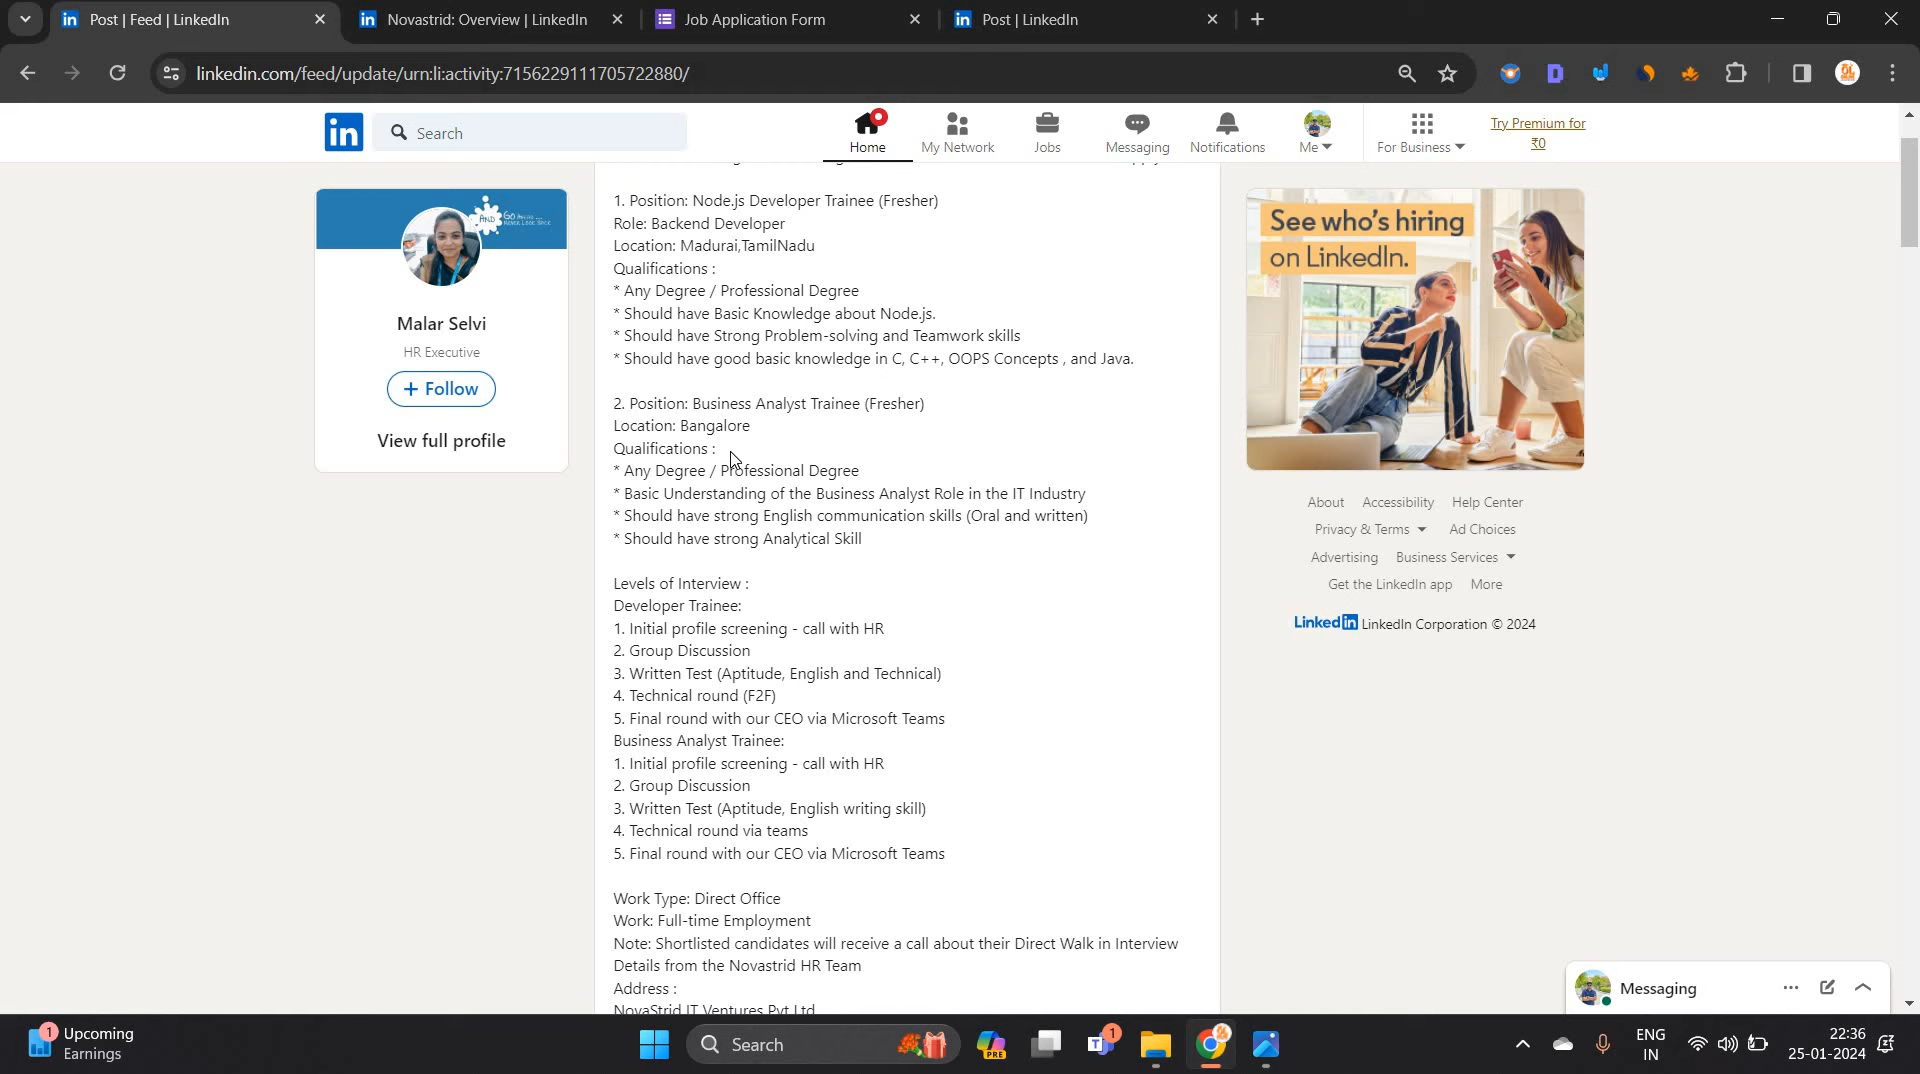 Post | Feed | LinkedIn
Novastrid: Overview | LinkedIn
Job Application Form
Post | LinkedIn
linkedin.com/feed/update/urn:li:activity:7156229111705722880/
in
Search
Home
My Network
Jobs
Messaging
Notifications
Me
For Business
Try Premium for
₹0
AND
Malar Selvi
HR Executive
+ Follow
View full profile
1. Position: Node.js Developer Trainee (Fresher)
Role: Backend Developer
Location: Madurai,TamilNadu
Qualifications :
* Any Degree / Professional Degree
* Should have Basic Knowledge about Node.js.
* Should have Strong Problem-solving and Teamwork skills
* Should have good basic knowledge in C, C++, OOPS Concepts , and Java.
2. Position: Business Analyst Trainee (Fresher)
Location: Bangalore
Qualifications :
* Any Degree / Professional Degree
* Basic Understanding of the Business Analyst Role in the IT Industry
* Should have strong English communication skills (Oral and written)
* Should have strong Analytical Skill
Levels of Interview :
Developer Trainee:
1. Initial profile screening - call with HR
2. Group Discussion
3. Written Test (Aptitude, English and Technical)
4. Technical round (F2F)
5. Final round with our CEO via Microsoft Teams
Business Analyst Trainee:
1. Initial profile screening - call with HR
2. Group Discussion
3. Written Test (Aptitude, English writing skill)
4. Technical round via teams
5. Final round with our CEO via Microsoft Teams
Work Type: Direct Office
Work: Full-time Employment
Note: Shortlisted candidates will receive a call about their Direct Walk in Interview
Details from the Novastrid HR Team
Address :
NovaStrid IT Ventures Pvt Ltd
See who's hiring
on LinkedIn.
About Accessibility Help Center
Privacy & Terms Ad Choices
Advertising Business Services
Get the LinkedIn app More
LinkedIn LinkedIn Corporation © 2024
Messaging
1
Upcoming
Earnings
Search
PRE
1
ENG
IN
22:36
25-01-2024